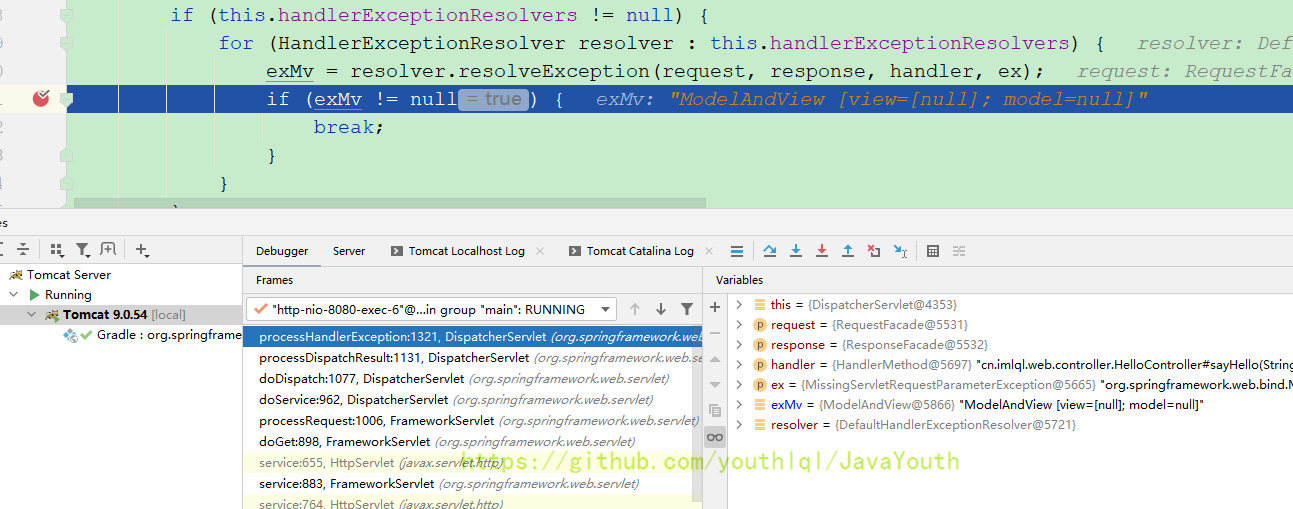 if (this.handlerExceptionResolvers != null) {
for (HandlerExceptionResolver resolver : this.handlerExceptionResolvers) { resolver: Def
exMv = resolver.resolveException(request, response, handler, ex); request: RequestFa
if (exMv != null = true ) { exMv: "ModelAndView [view=[null]; model=null]"
break;
}
}
es
Debugger Server Tomcat Localhost Log × Tomcat Catalina Log ×
Tomcat Server
Running
Tomcat 9.0.54 [local]
Gradle : org.springframe
Frames
"http-nio-8080-exec-6"@...in group "main": RUNNING
processHandlerException:1321, DispatcherServlet (org.springframework.web
processDispatchResult:1131, DispatcherServlet (org.springframework.web.se
doDispatch:1077, DispatcherServlet (org.springframework.web.servlet)
doService:962, DispatcherServlet (org.springframework.web.servlet)
processRequest:1006, FrameworkServlet (org.springframework.web.servlet)
doGet:898, FrameworkServlet (org.springframework.web.servlet)
service:655, HttpServlet (javax.servlet.http)
service:883, FrameworkServlet (org.springframework.web.servlet)
service:764, HttpServlet (javax.servlet.http)
Variables
this = {DispatcherServlet@4353}
request = {RequestFacade@5531}
response = {ResponseFacade@5532}
handler = {HandlerMethod@5697} "cn.imlql.web.controller.HelloController#sayHello(String
ex = {MissingServletRequestParameterException@5665} "org.springframework.web.bind.M
exMv = {ModelAndView@5866} "ModelAndView [view=[null]; model=null]"
resolver = {DefaultHandlerExceptionResolver@5721}
https://github.com/youthlql/JavaYouth